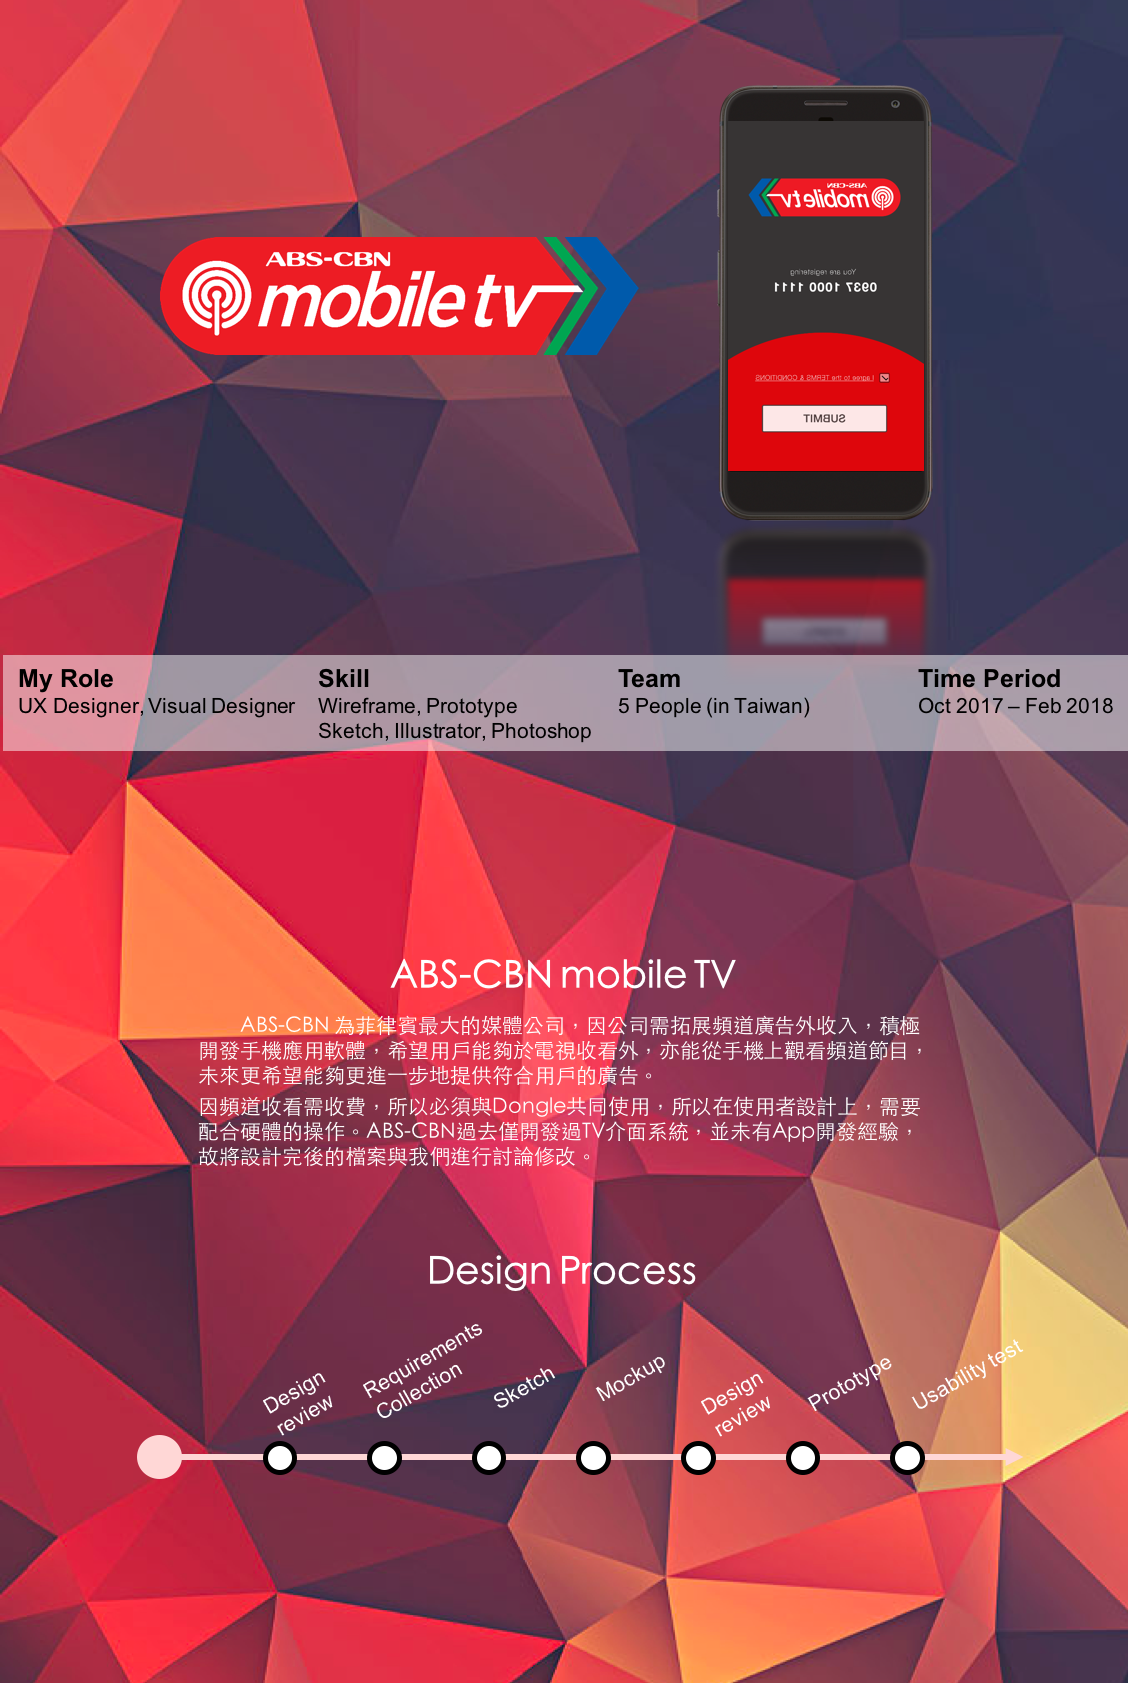 ABS-CBN
mobile tv
ABS-CBN
mobile tv
You are registering
0937 1000 1111
I agree to the TERMS & CONDITIONS
SUBMIT
My Role
UX Designer, Visual Designer
Skill
Wireframe, Prototype
Sketch, Illustrator, Photoshop
Team
5 People (in Taiwan)
Time Period
Oct 2017 – Feb 2018
ABS-CBN mobile TV
ABS-CBN 為菲律賓最大的媒體公司，因公司需拓展頻道廣告外收入，積極
開發手機應用軟體，希望用戶能夠於電視收看外，亦能從手機上觀看頻道節目，
未來更希望能夠更進一步地提供符合用戶的廣告。
因頻道收看需收費，所以必須與Dongle共同使用，所以在使用者設計上，需要
配合硬體的操作。ABS-CBN過去僅開發過TV介面系統，並未有App開發經驗，
故將設計完後的檔案與我們進行討論修改。
Design Process
Design
review
Requirements
Collection
Sketch
Mockup
Design
review
Prototype
Usability test